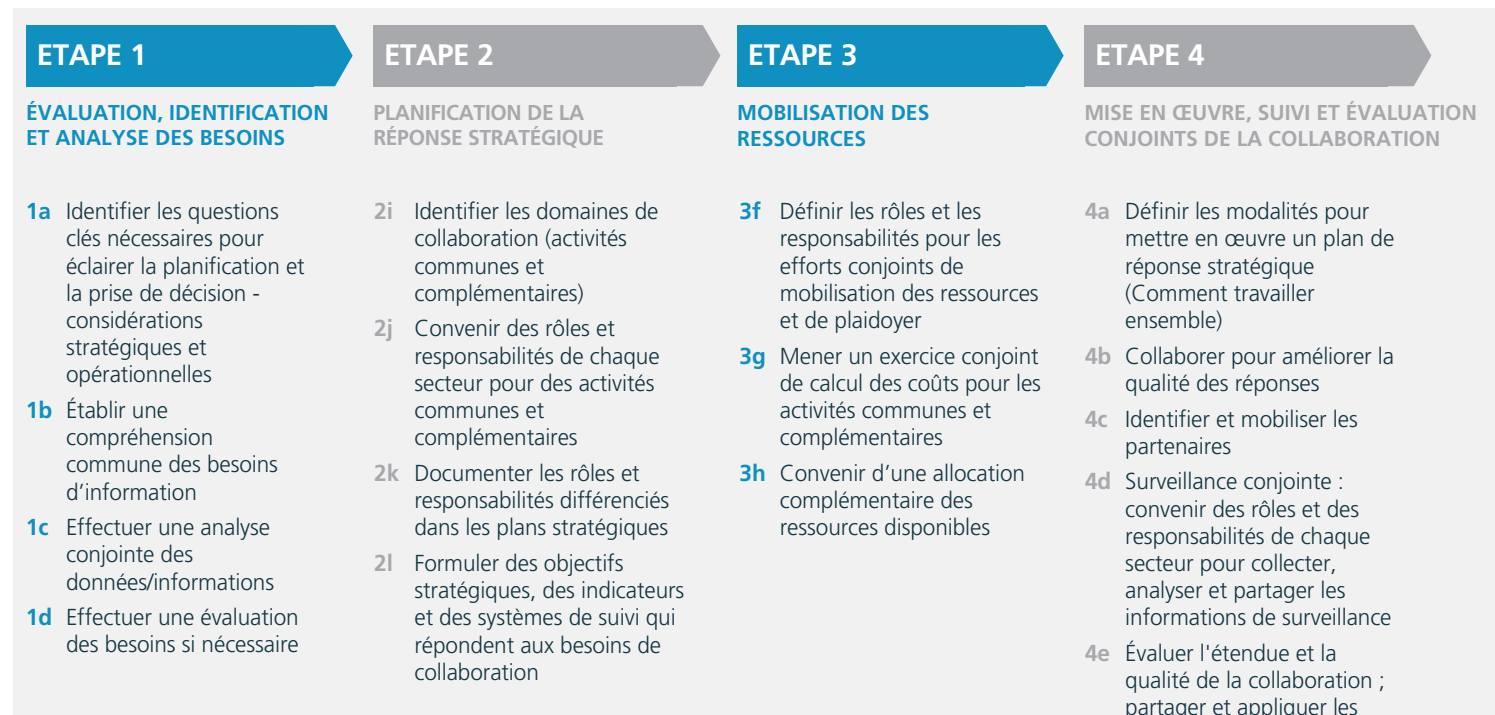 ETAPE 1
ÉVALUATION, IDENTIFICATION
ET ANALYSE DES BESOINS
1a Identifier les questions
clés nécessaires pour
éclairer la planification et
la prise de décision -
considérations
stratégiques et
opérationnelles
1b Établir une
compréhension
commune des besoins
d’information
1c Effectuer une analyse
conjointe des
données/informations
1d Effectuer une évaluation
des besoins si nécessaire
ETAPE 2
PLANIFICATION DE LA
RÉPONSE STRATÉGIQUE
2i Identifier les domaines de
collaboration (activités
communes et
complémentaires)
2j Convenir des rôles et
responsabilités de chaque
secteur pour des activités
communes et
complémentaires
2k Documenter les rôles et
responsabilités différenciés
dans les plans stratégiques
2l Formuler des objectifs
stratégiques, des indicateurs
et des systèmes de suivi qui
répondent aux besoins de
collaboration
ETAPE 3
MOBILISATION DES
RESSOURCES
3f Définir les rôles et les
responsabilités pour les
efforts conjoints de
mobilisation des ressources
et de plaidoyer
3g Mener un exercice conjoint
de calcul des coûts pour les
activités communes et
complémentaires
3h Convenir d’une allocation
complémentaire des
ressources disponibles
ETAPE 4
MISE EN ŒUVRE, SUIVI ET ÉVALUATION
CONJOINTS DE LA COLLABORATION
4a Définir les modalités pour
mettre en œuvre un plan de
réponse stratégique
(Comment travailler
ensemble)
4b Collaborer pour améliorer la
qualité des réponses
4c Identifier et mobiliser les
partenaires
4d Surveillance conjointe :
convenir des rôles et des
responsabilités de chaque
secteur pour collecter,
analyser et partager les
informations de surveillance
4e Évaluer l'étendue et la
qualité de la collaboration ;
partager et appliquer les